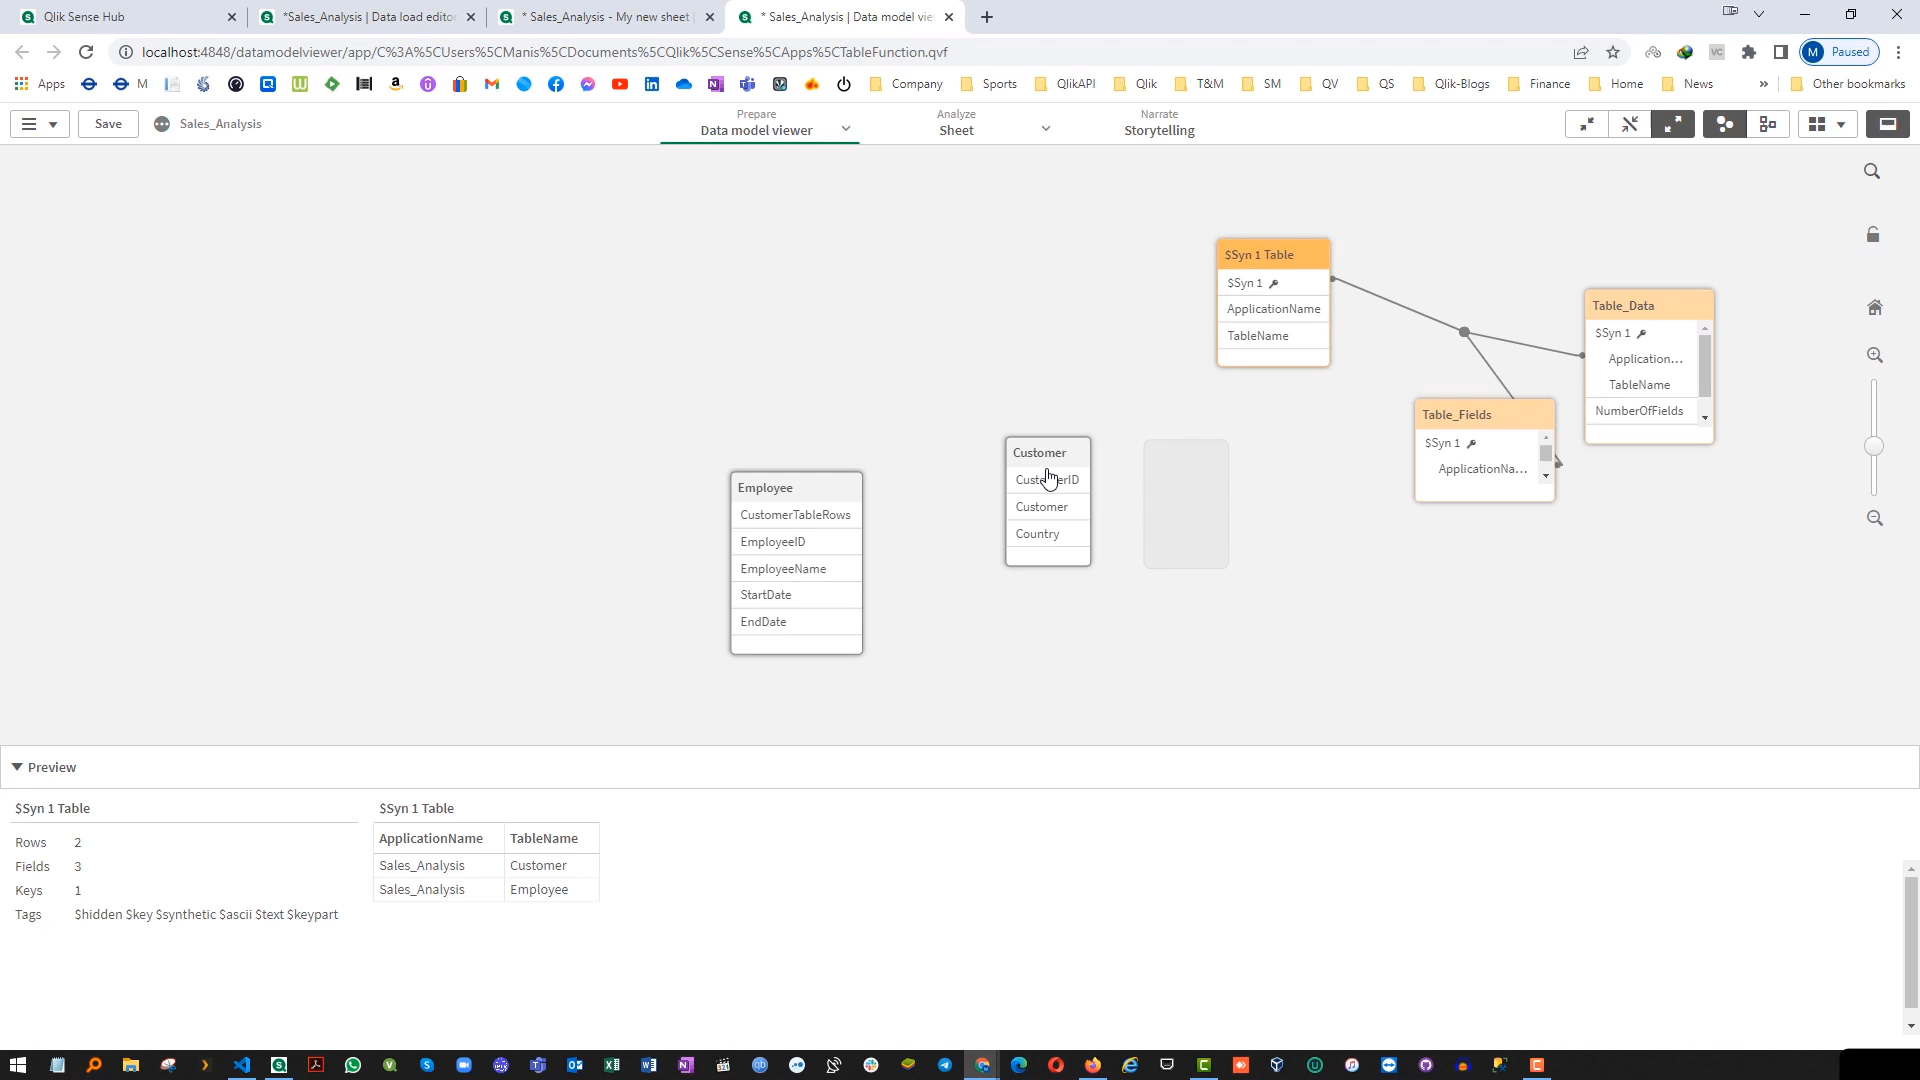 Qlik Sense Hub
*Sales_Analysis | Data load editor
* Sales_Analysis - My new sheet |
* Sales_Analysis | Data model vie
localhost:4848/datamodelviewer/app/C%3A%5CUsers%5CManis%5CDocuments%5CQlik%5CSense%5CApps%5CTableFunction.qvf
VC
M Paused
Apps
M
Company
Sports
QlikAPI
Qlik
T&M
SM
QV
QS
Qlik-Blogs
Finance
Home
News
»
Other bookmarks
Save
Sales_Analysis
Prepare
Data model viewer
Analyze
Sheet
Narrate
Storytelling
$Syn 1 Table
$Syn 1
ApplicationName
TableName
Table_Data
$Syn 1
Application...
TableName
NumberOfFields
Table_Fields
$Syn 1
ApplicationNa...
Customer
CustomerID
Customer
Country
Employee
CustomerTableRows
EmployeeID
EmployeeName
StartDate
EndDate
Preview
$Syn 1 Table
Rows 2
Fields 3
Keys 1
Tags $hidden $key $synthetic $ascii $text $keypart
$Syn 1 Table
ApplicationName TableName
Sales_Analysis Customer
Sales_Analysis Employee